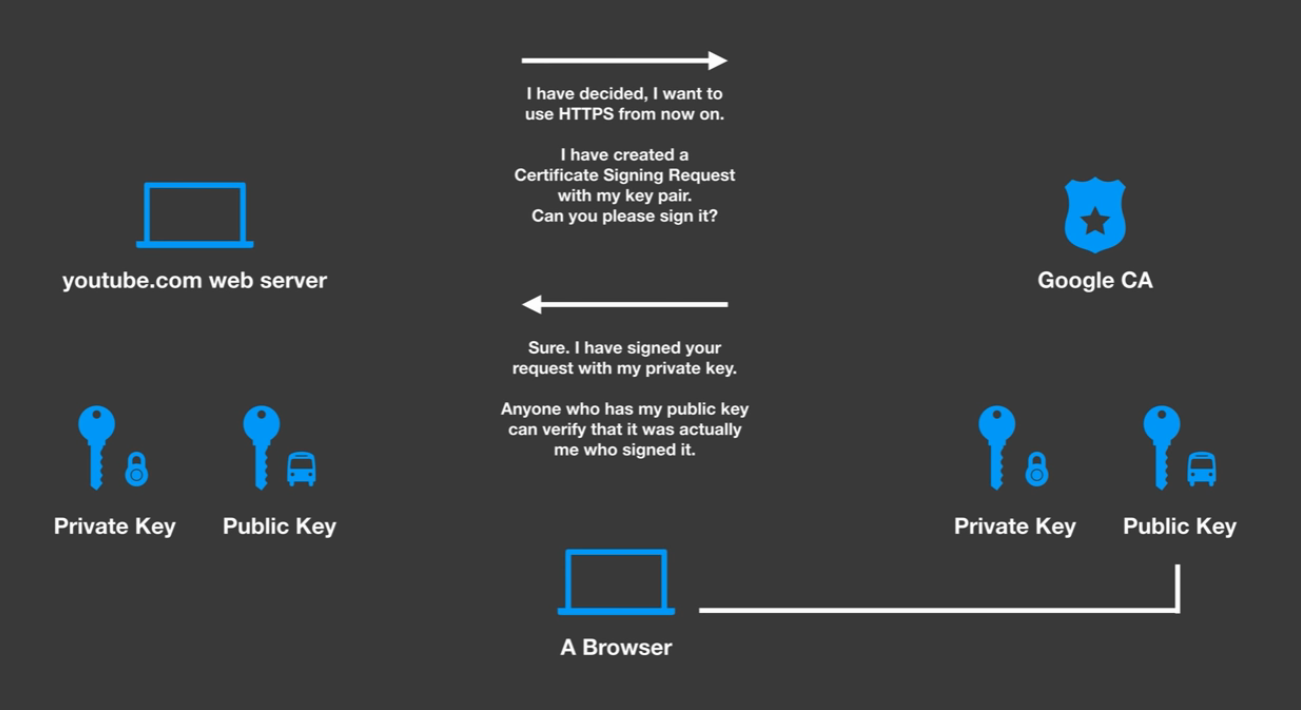 I have decided, I want to
use HTTPS from now on.
I have created a
Certificate Signing Request
with my key pair.
Can you please sign it?
youtube.com web server
Google CA
Sure. I have signed your
request with my private key.
Anyone who has my public key
can verify that it was actually
me who signed it.
Private Key
Public Key
Private Key
Public Key
A Browser